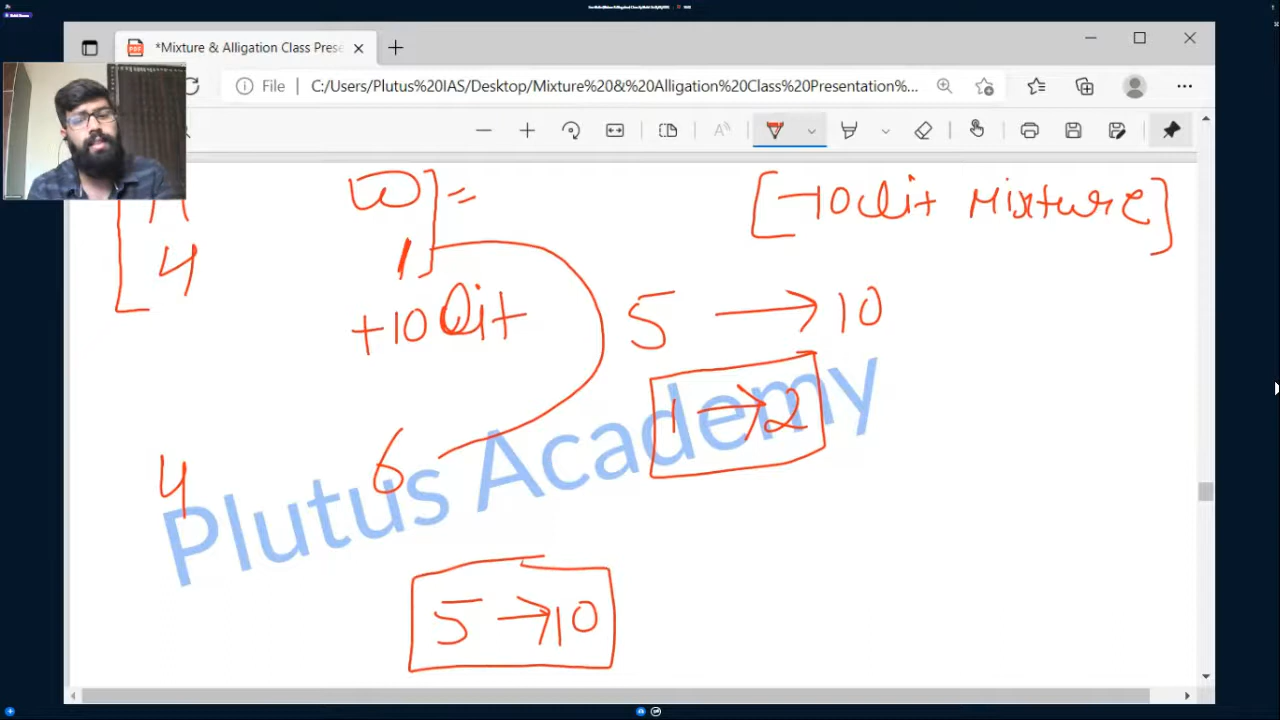 *Mixture & Alligation Class Prese
File C:/Users/Plutus%20IAS/Desktop/Mixture%20&%20Alligation%20Class%20Presentation%...
W ] = [-10 lit Mixture]
[ 4 1
+10 lit 5 → 10
1 → 2
4 6
Plutus Academy
5 → 10